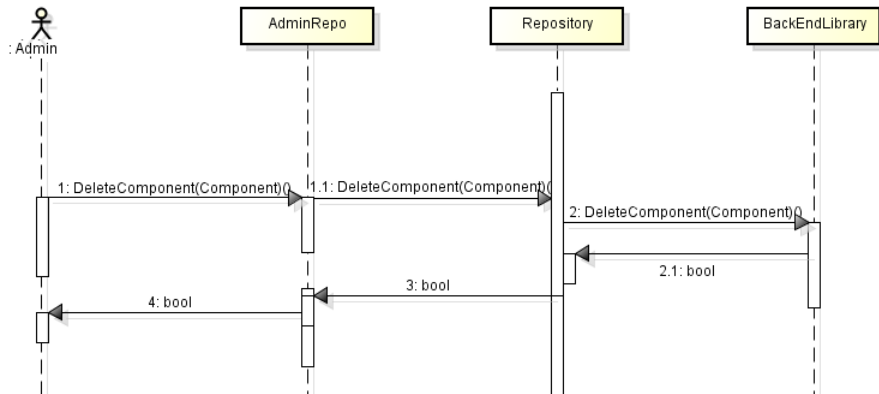 AdminRepo
Repository
BackEndLibrary
: Admin
1: DeleteComponent(Component)()
1.1: DeleteComponent(Component)()
2: DeleteComponent(Component)()
2.1: bool
3: bool
4: bool